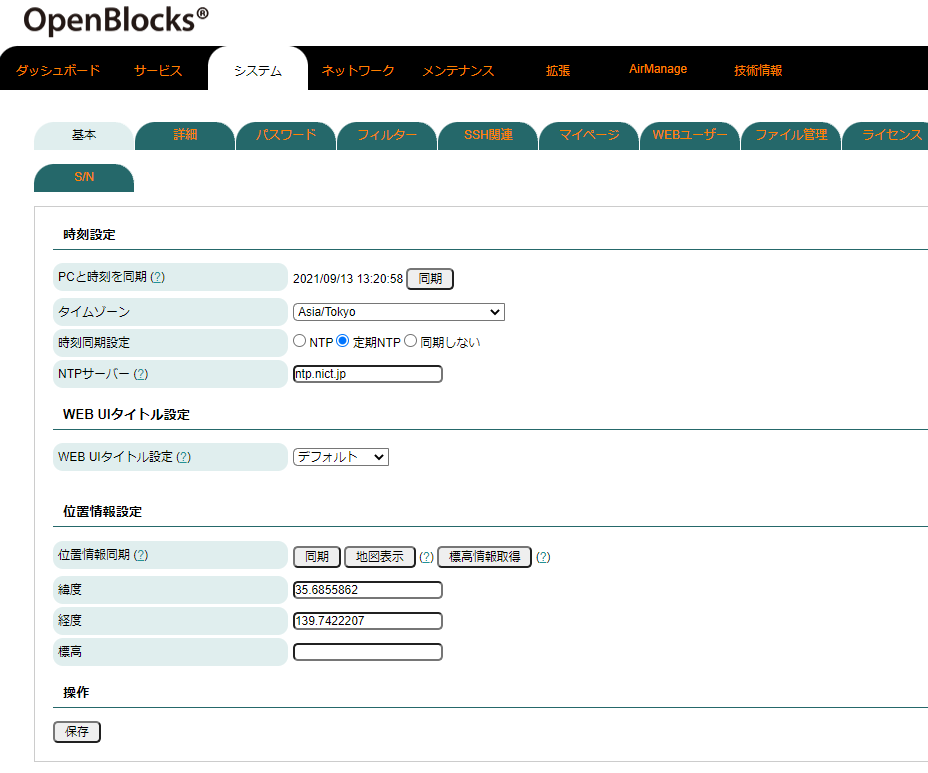 OpenBlocks®
ダッシュボード サービス システム ネットワーク メンテナンス 拡張 AirManage 技術情報
基本 詳細 パスワード フィルター SSH関連 マイページ WEBユーザー ファイル管理 ライセンス
S/N
時刻設定
PCと時刻を同期 (?) 2021/09/13 13:20:58 同期
タイムゾーン Asia/Tokyo
時刻同期設定 NTP 定期NTP 同期しない
NTPサーバー (?) ntp.nict.jp
WEB UIタイトル設定
WEB UIタイトル設定 (?) デフォルト
位置情報設定
位置情報同期 (?) 同期 地図表示 (?) 標高情報取得 (?)
緯度 35.6855862
経度 139.7422207
標高
操作
保存